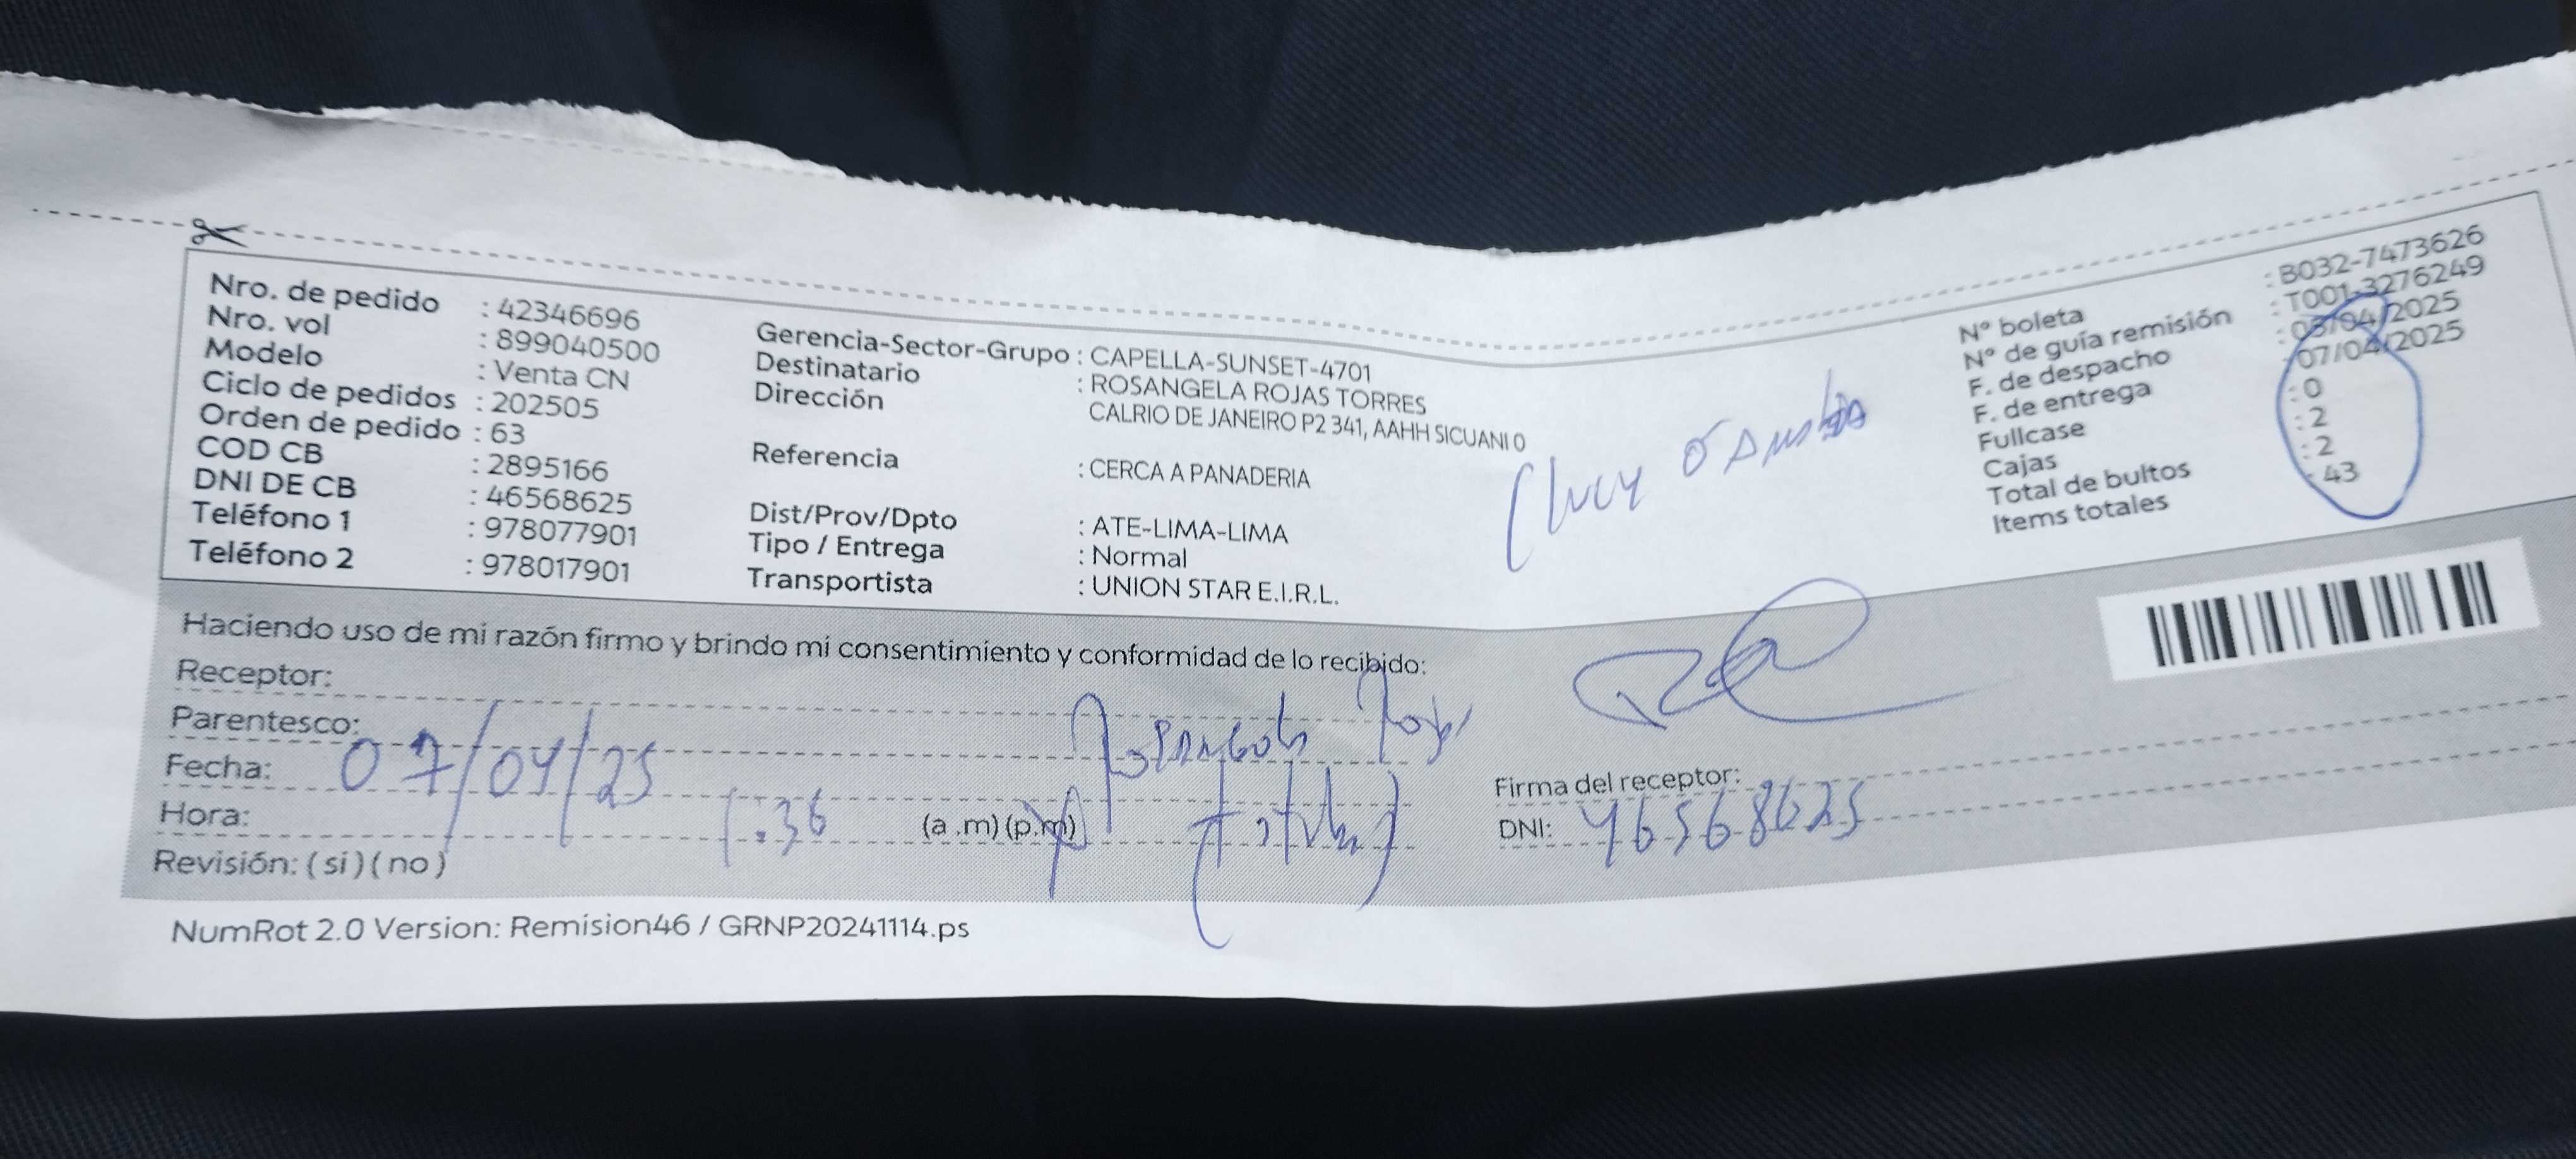 Nro. de pedido : 42346696
Nro. vol : 899040500
Modelo : Venta CN
Ciclo de pedidos : 202505
Orden de pedido : 63
COD CB : 2895166
DNI DE CB : 46568625
Teléfono 1 : 978077901
Teléfono 2 : 978017901
Gerencia-Sector-Grupo : CAPELLA-SUNSET-4701
Destinatario : ROSANGELA ROJAS TORRES
Dirección CALRIO DE JANEIRO P2 341, AAHH SICUANI 0
Referencia : CERCA A PANADERIA
Dist/Prov/Dpto : ATE-LIMA-LIMA
Tipo / Entrega : Normal
Transportista : UNION STAR E.I.R.L.
N° boleta : B032-7473626
N° de guía remisión : T001-3276249
F. de despacho : 05/04/2025
F. de entrega : 07/04/2025
Fullcase : 0
Cajas : 2
Total de bultos : 2
Items totales : 43
Haciendo uso de mi razón firmo y brindo mi consentimiento y conformidad de lo recibido:
Receptor:
Parentesco:
Fecha: 07/04/25
Hora: 1.36 (a.m) (p.m)
Revisión: (si) (no)
Firma del receptor:
DNI: 46568625
NumRot 2.0 Version: Remision46 / GRNP20241114.ps